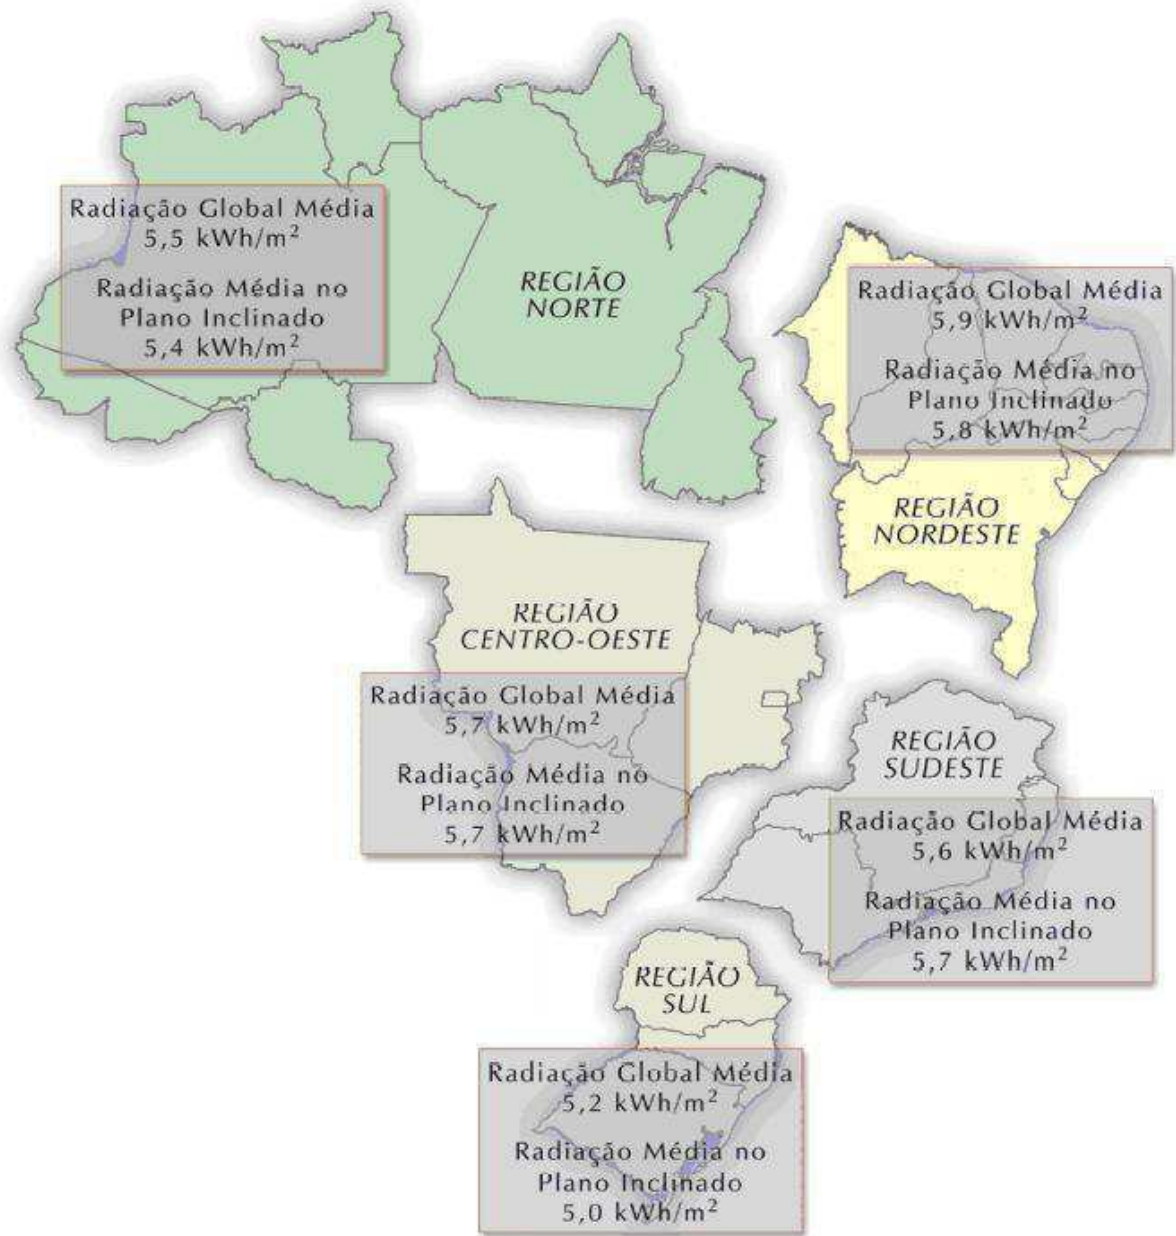 Radiação Global Média
5,5 kWh/m²
Radiação Média no
Plano Inclinado
5,4 kWh/m²
REGIÃO
NORTE
Radiação Global Média
5,9 kWh/m²
Radiação Média no
Plano Inclinado
5,8 kWh/m²
REGIÃO
NORDESTE
REGIÃO
CENTRO-OESTE
Radiação Global Média
5,7 kWh/m²
Radiação Média no
Plano Inclinado
5,7 kWh/m²
REGIÃO
SUDESTE
Radiação Global Média
5,6 kWh/m²
Radiação Média no
Plano Inclinado
5,7 kWh/m²
REGIÃO
SUL
Radiação Global Média
5,2 kWh/m²
Radiação Média no
Plano Inclinado
5,0 kWh/m²